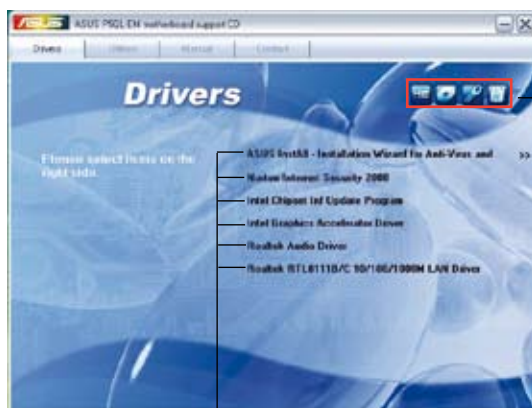 ASUS P5QL-EM motherboard support CD
Drivers Utilities Manual Contact
Drivers
Please select items on the
right side.
ASUS InstAll - Installation Wizard for Anti-Virus and >>
Norton Internet Security 2008
Intel Chipset Inf Update Program
Intel Graphics Accelerator Driver
Realtek Audio Driver
Realtek RTL8111B/C 10/100/1000M LAN Driver